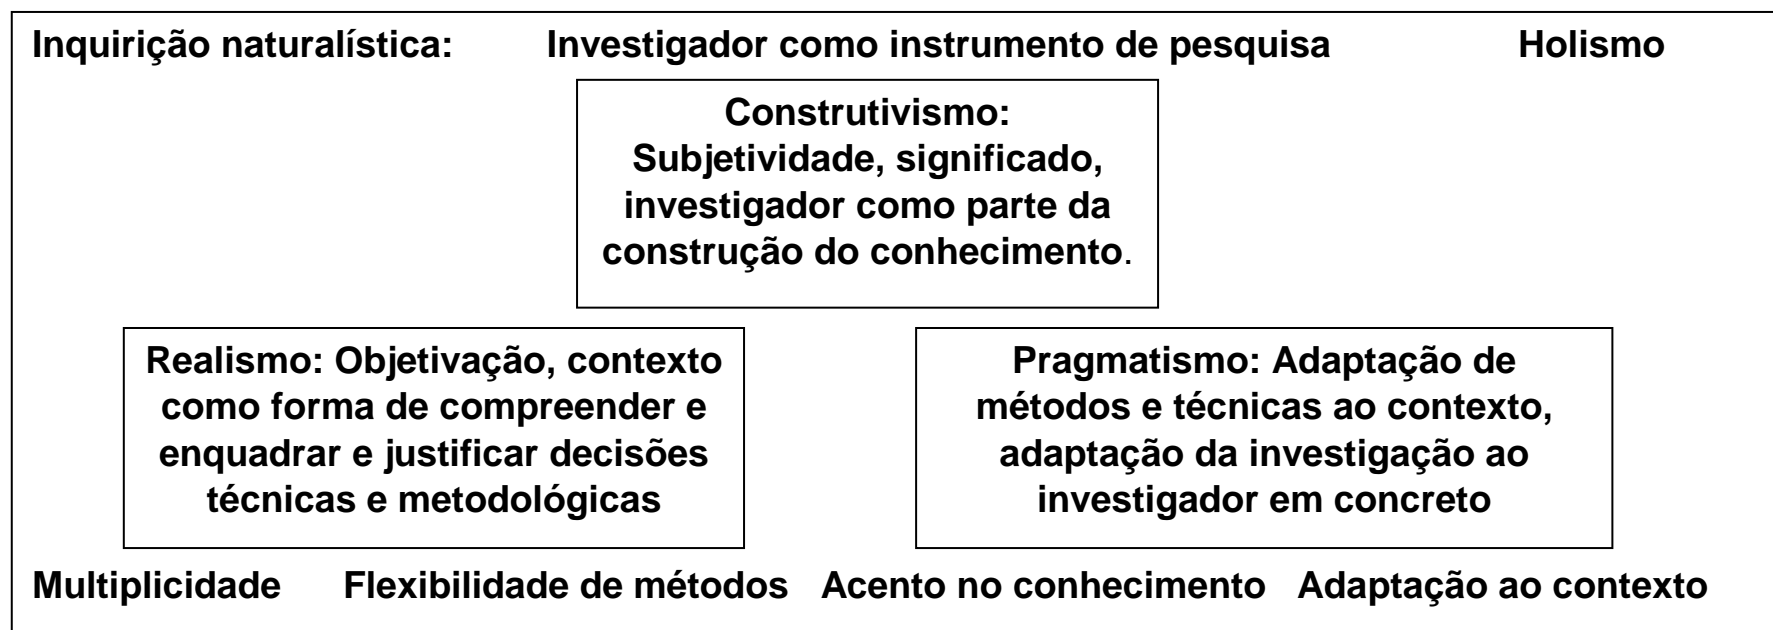 Inquirição naturalística: Investigador como instrumento de pesquisa Holismo
Construtivismo:
Subjetividade, significado,
investigador como parte da
construção do conhecimento.
Realismo: Objetivação, contexto
como forma de compreender e
enquadrar e justificar decisões
técnicas e metodológicas
Pragmatismo: Adaptação de
métodos e técnicas ao contexto,
adaptação da investigação ao
investigador em concreto
Multiplicidade Flexibilidade de métodos Acento no conhecimento Adaptação ao contexto